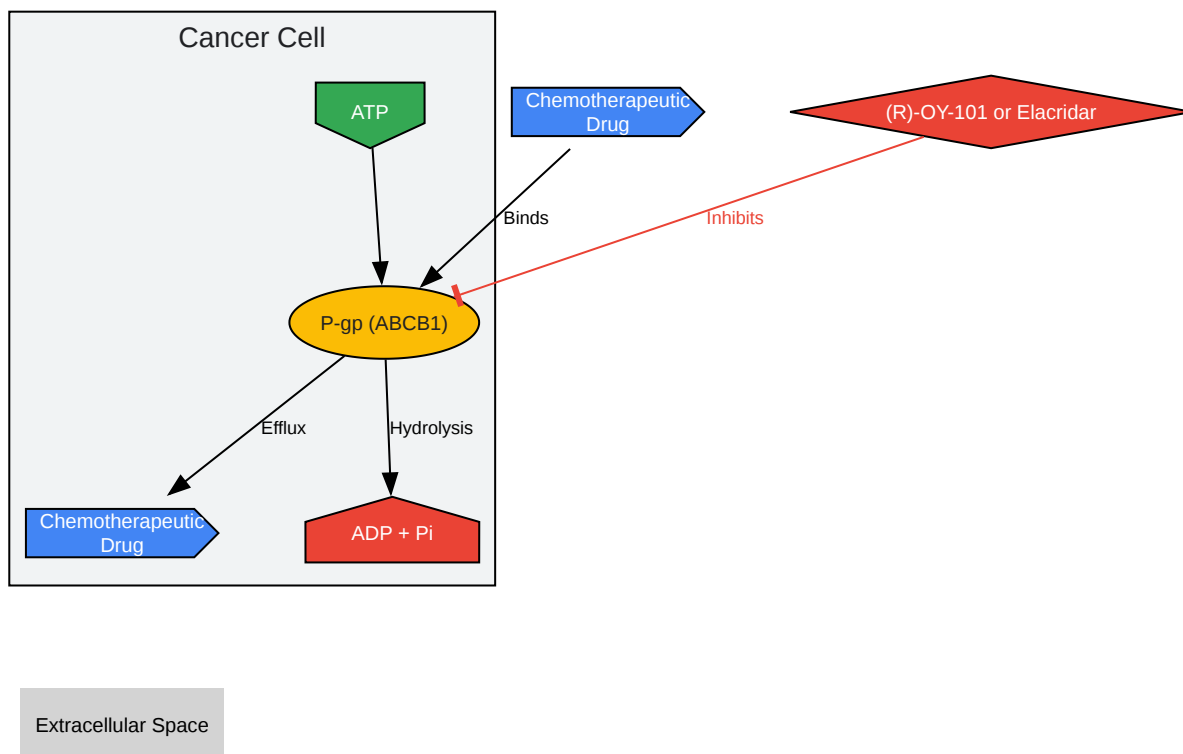 Cancer Cell
ATP
Chemotherapeutic
Drug
(R)-OY-101 or Elacridar
Binds
Inhibits
P-gp (ABCB1)
Efflux
Hydrolysis
Chemotherapeutic
Drug
ADP + Pi
Extracellular Space